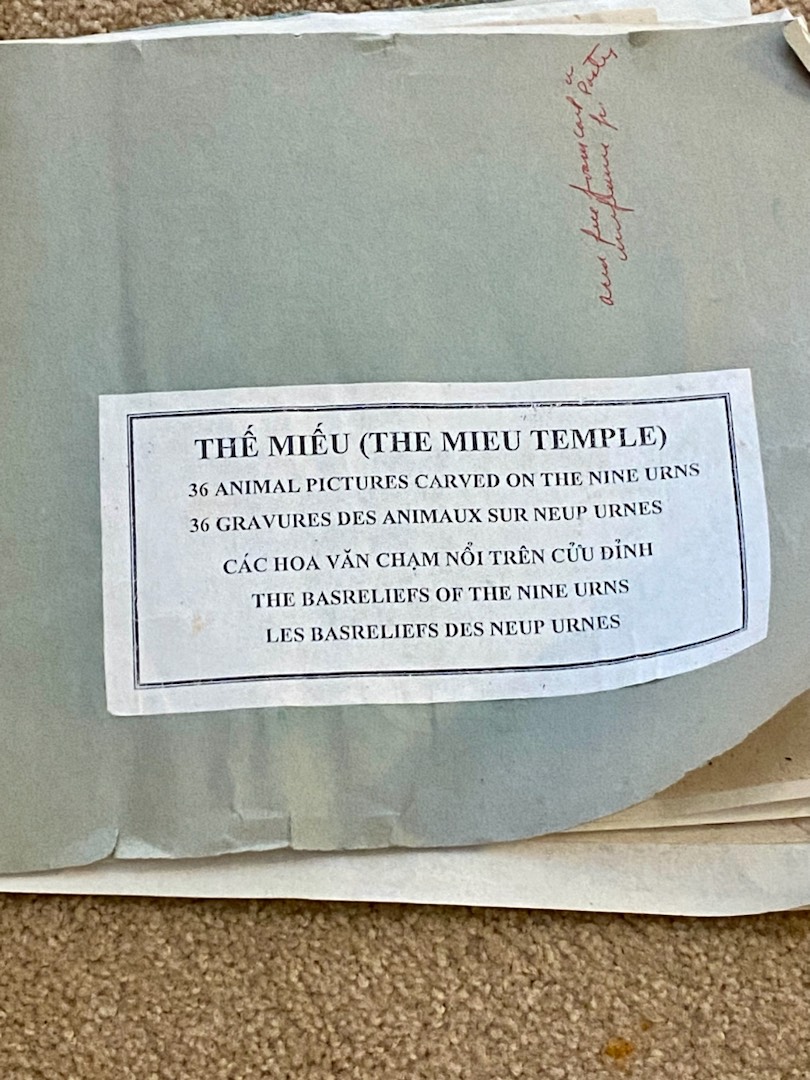 THẾ MIẾU (THE MIEU TEMPLE)
36 ANIMAL PICTURES CARVED ON THE NINE URNS
36 GRAVURES DES ANIMAUX SUR NEUP URNES
CÁC HOA VĂN CHẠM NỔI TRÊN CỬU ĐỈNH
THE BASRELIEFS OF THE NINE URNS
LES BASRELIEFS DES NEUP URNES